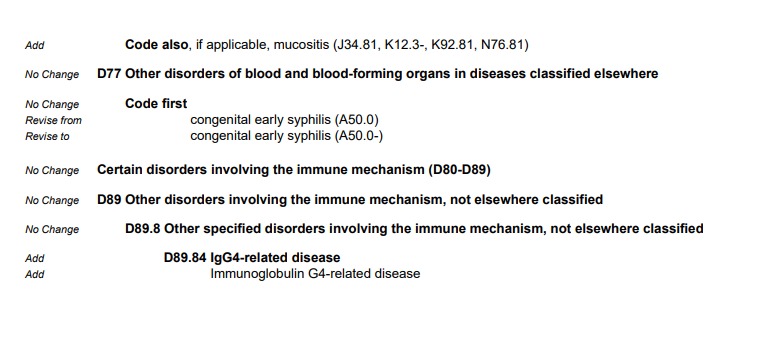 Add Code also, if applicable, mucositis (J34.81, K12.3-, K92.81, N76.81)
No Change D77 Other disorders of blood and blood-forming organs in diseases classified elsewhere
No Change Code first
Revise from congenital early syphilis (A50.0)
Revise to congenital early syphilis (A50.0-)
No Change Certain disorders involving the immune mechanism (D80-D89)
No Change D89 Other disorders involving the immune mechanism, not elsewhere classified
No Change D89.8 Other specified disorders involving the immune mechanism, not elsewhere classified
Add D89.84 IgG4-related disease
Add Immunoglobulin G4-related disease